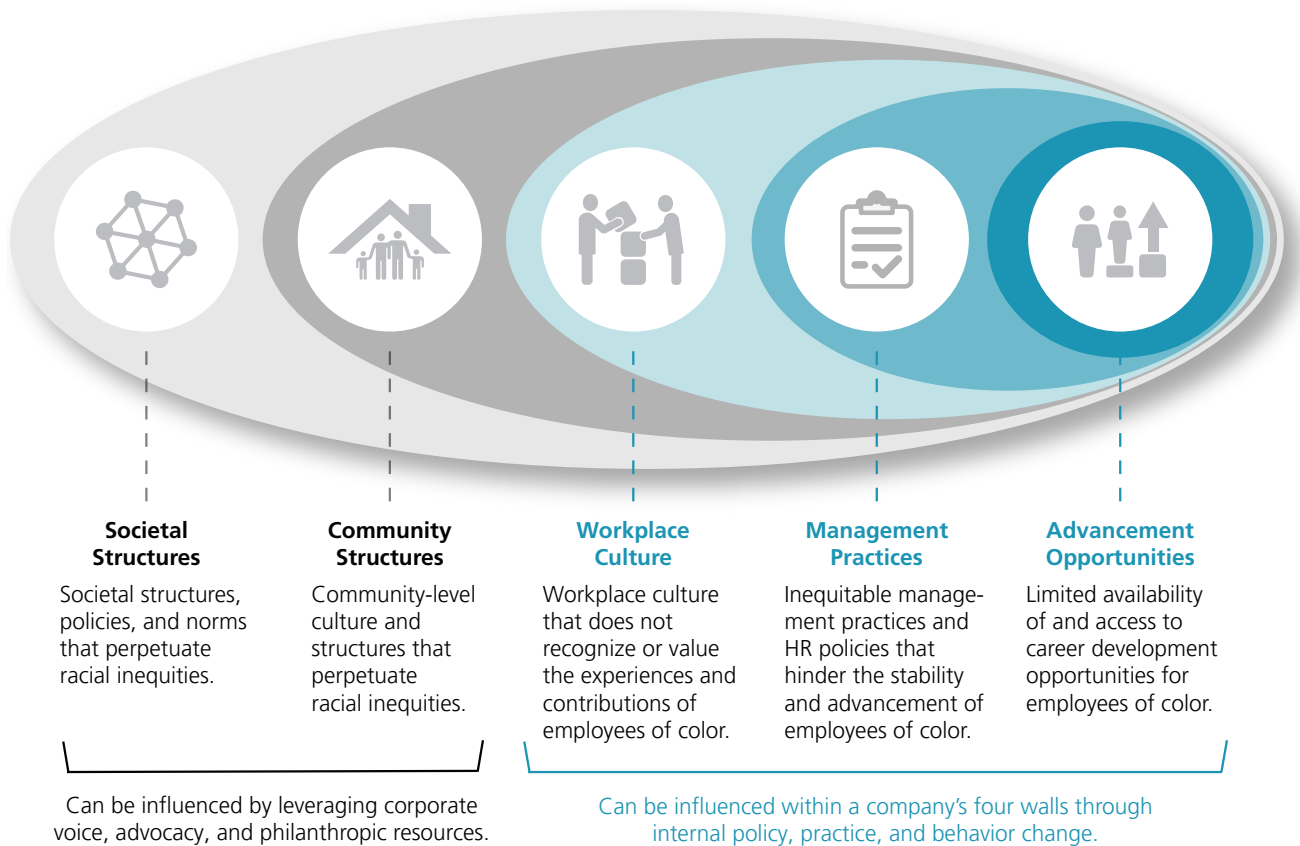 Societal
Structures
Societal structures,
policies, and norms
that perpetuate
racial inequities.
Community
Structures
Community-level
culture and
structures that
perpetuate
racial inequities.
Workplace
Culture
Workplace culture
that does not
recognize or value
the experiences and
contributions of
employees of color.
Management
Practices
Inequitable manage-
ment practices and
HR policies that
hinder the stability
and advancement of
employees of color.
Advancement
Opportunities
Limited availability
of and access to
career development
opportunities for
employees of color.
Can be influenced by leveraging corporate
voice, advocacy, and philanthropic resources.
Can be influenced within a company’s four walls through
internal policy, practice, and behavior change.